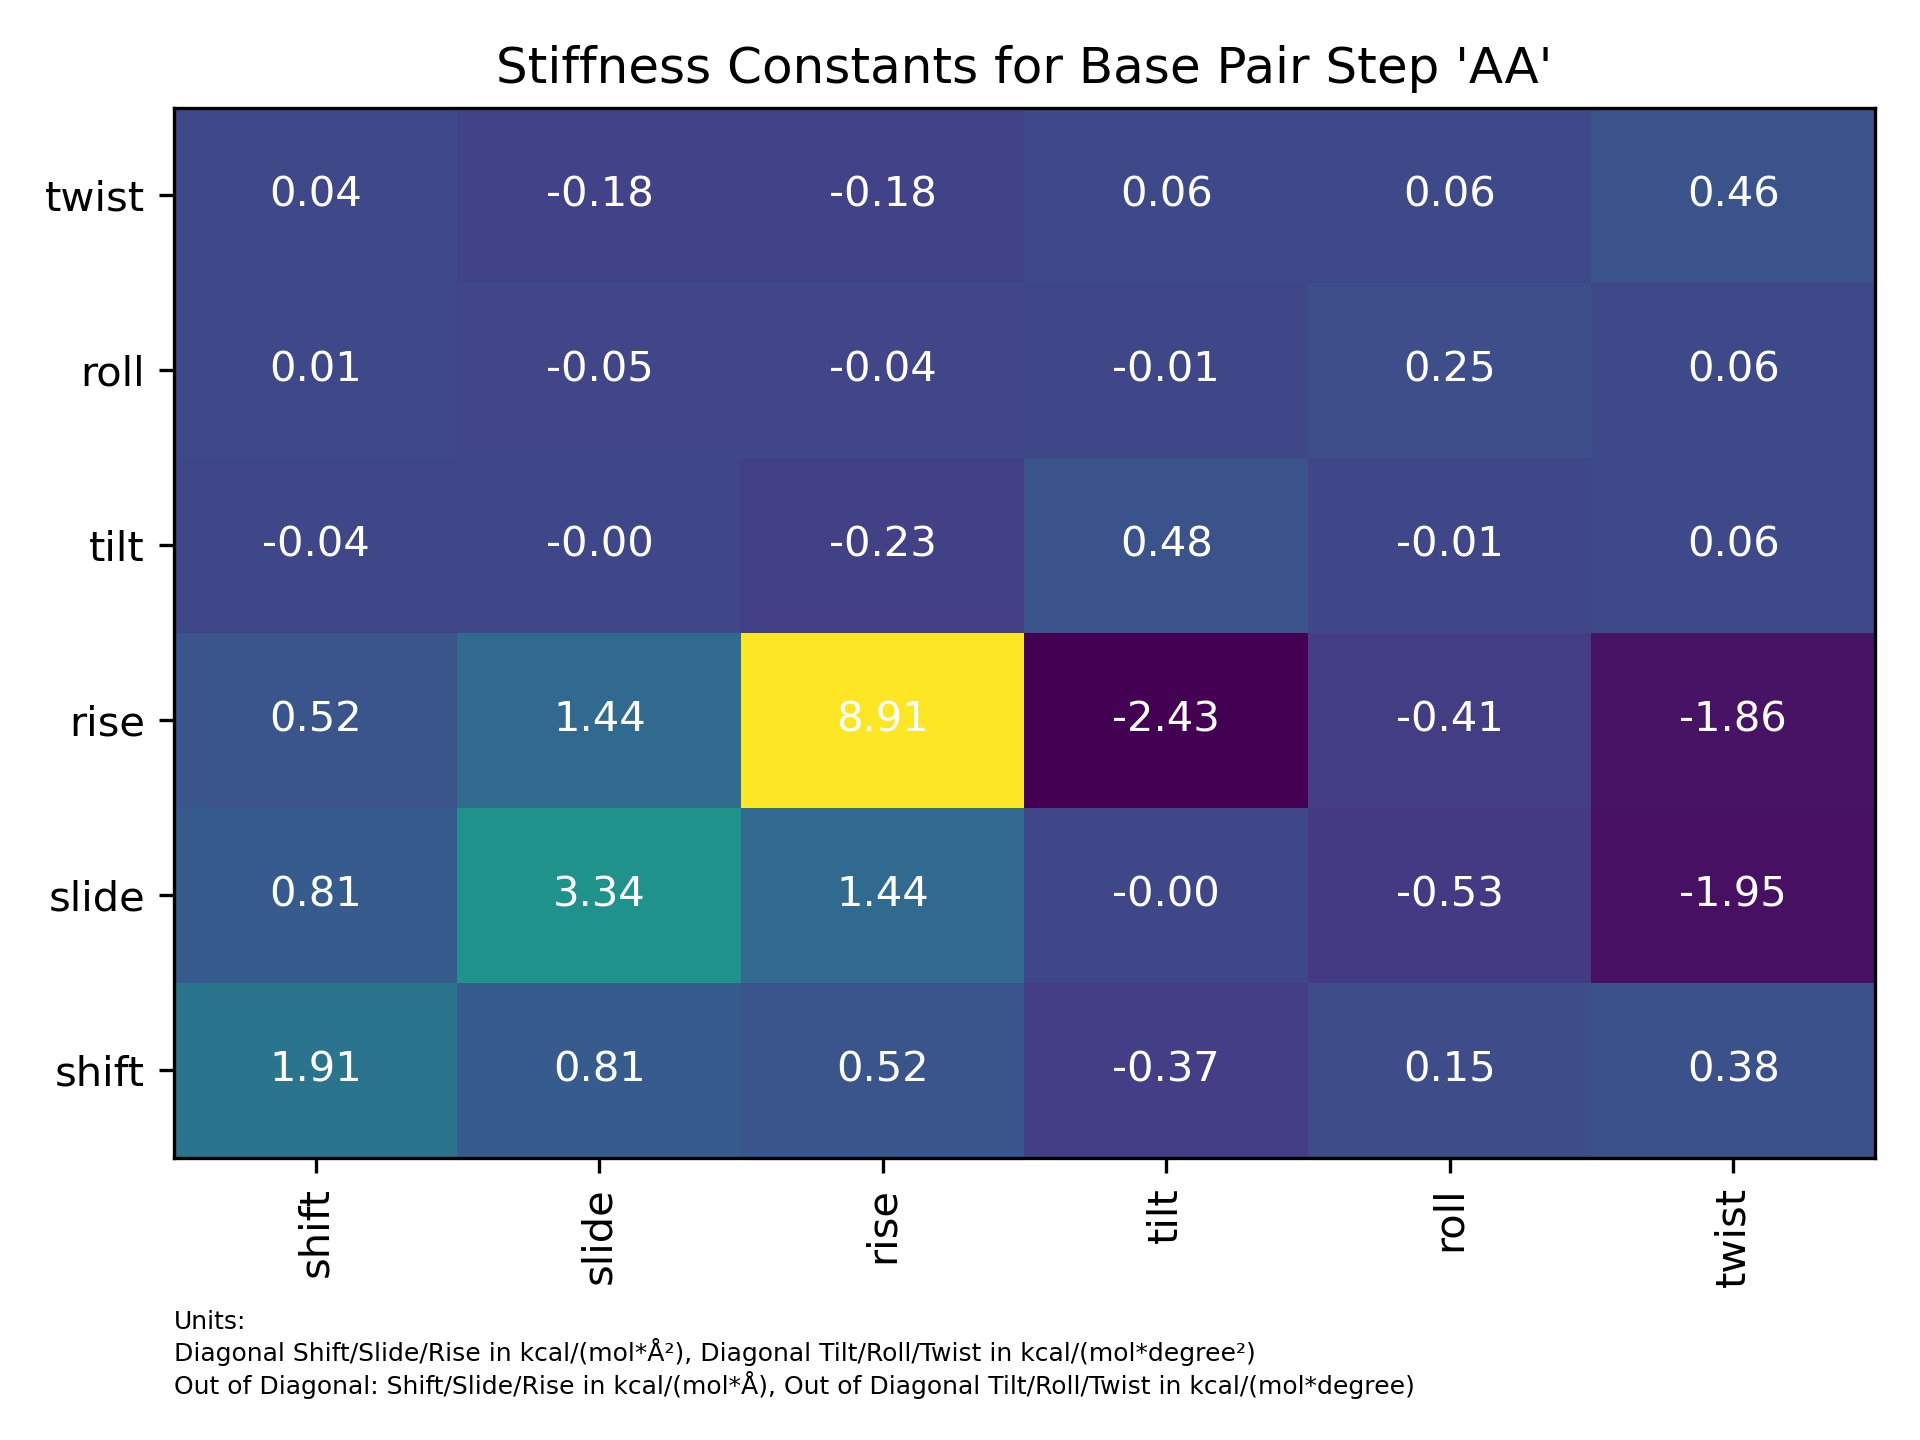 Stiffness Constants for Base Pair Step 'AA'
twist 0.04 -0.18 -0.18 0.06 0.06 0.46
roll 0.01 -0.05 -0.04 -0.01 0.25 0.06
tilt -0.04 -0.00 -0.23 0.48 -0.01 0.06
rise 0.52 1.44 8.91 -2.43 -0.41 -1.86
slide 0.81 3.34 1.44 -0.00 -0.53 -1.95
shift 1.91 0.81 0.52 -0.37 0.15 0.38
shift slide rise tilt roll twist
Units:
Diagonal Shift/Slide/Rise in kcal/(mol*Å²), Diagonal Tilt/Roll/Twist in kcal/(mol*degree²)
Out of Diagonal: Shift/Slide/Rise in kcal/(mol*Å), Out of Diagonal Tilt/Roll/Twist in kcal/(mol*degree)